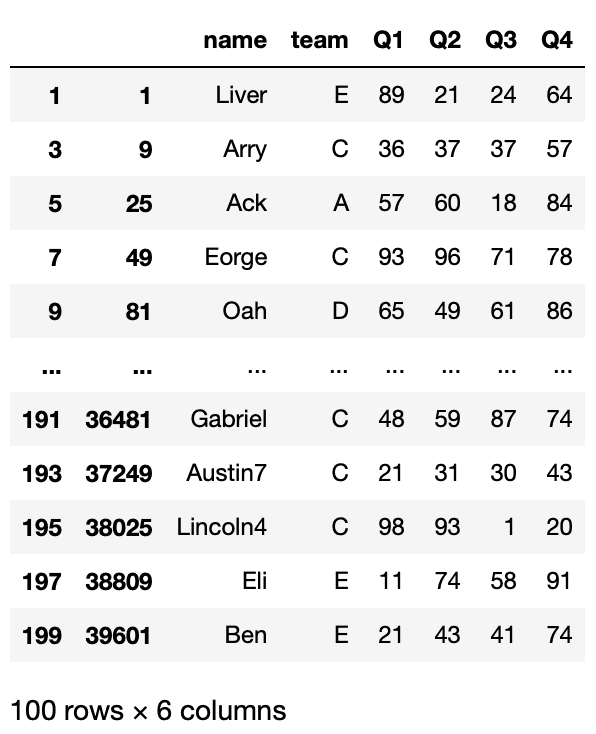 name team Q1 Q2 Q3 Q4
1 1 Liver E 89 21 24 64
3 9 Arry C 36 37 37 57
5 25 Ack A 57 60 18 84
7 49 Eorge C 93 96 71 78
9 81 Oah D 65 49 61 86
... ... ... ... ... ... ... ...
191 36481 Gabriel C 48 59 87 74
193 37249 Austin7 C 21 31 30 43
195 38025 Lincoln4 C 98 93 1 20
197 38809 Eli E 11 74 58 91
199 39601 Ben E 21 43 41 74
100 rows × 6 columns